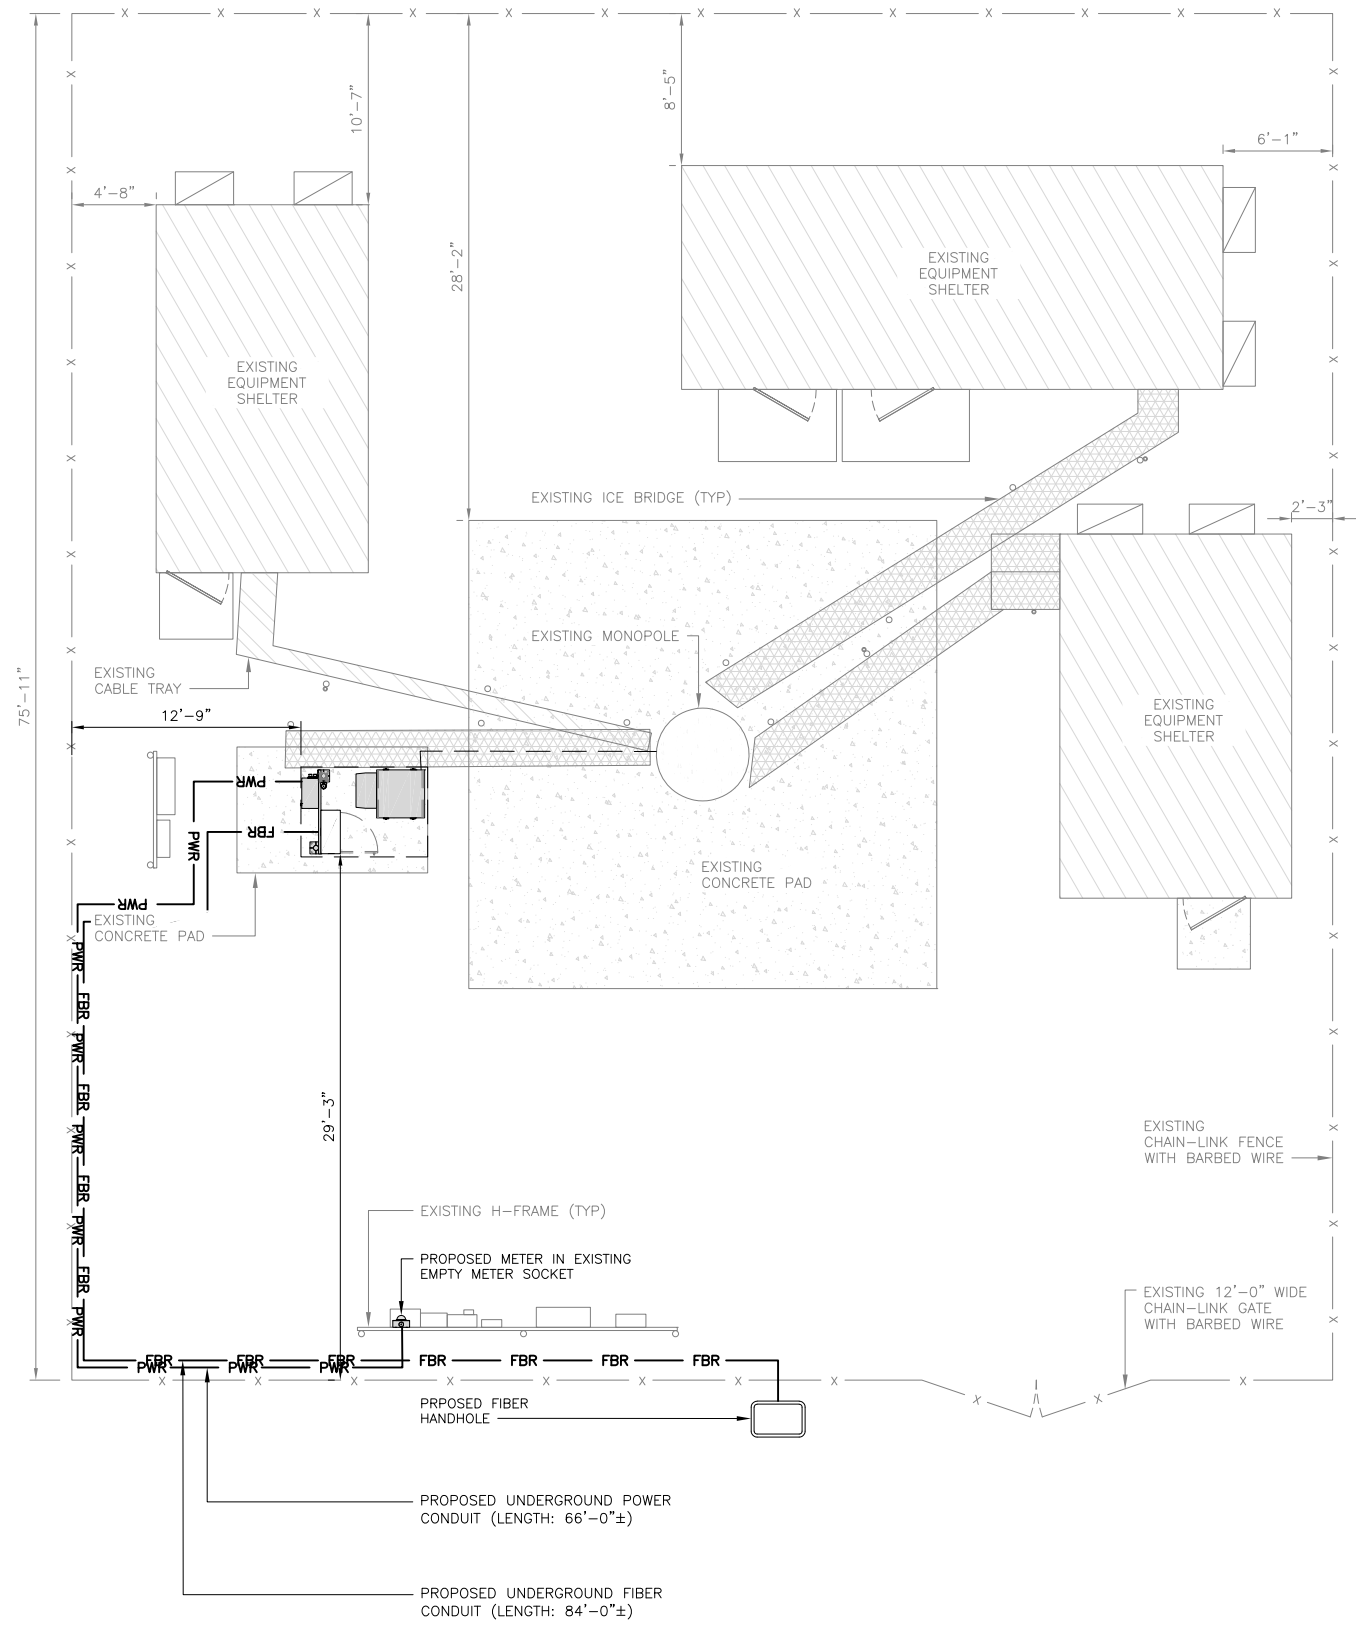 10'-7"
8'-5"
6'-1"
4'-8"
28'-2"
EXISTING
EQUIPMENT
SHELTER
EXISTING
EQUIPMENT
SHELTER
EXISTING ICE BRIDGE (TYP)
2'-3"
EXISTING MONOPOLE
EXISTING
CABLE TRAY
75'-11"
12'-9"
EXISTING
EQUIPMENT
SHELTER
PWR
FBR
PWR
PWR
EXISTING
CONCRETE PAD
EXISTING
CONCRETE PAD
PWR
FBR
PWR
FBR
PWR
FBR
PWR
FBR
PWR
29'-3"
EXISTING
CHAIN-LINK FENCE
WITH BARBED WIRE
EXISTING H-FRAME (TYP)
PROPOSED METER IN EXISTING
EMPTY METER SOCKET
EXISTING 12'-0" WIDE
CHAIN-LINK GATE
WITH BARBED WIRE
FBR FBR FBR FBR FBR FBR FBR
PWR PWR PWR
PRPOSED FIBER
HANDHOLE
PROPOSED UNDERGROUND POWER
CONDUIT (LENGTH: 66'-0"±)
PROPOSED UNDERGROUND FIBER
CONDUIT (LENGTH: 84'-0"±)